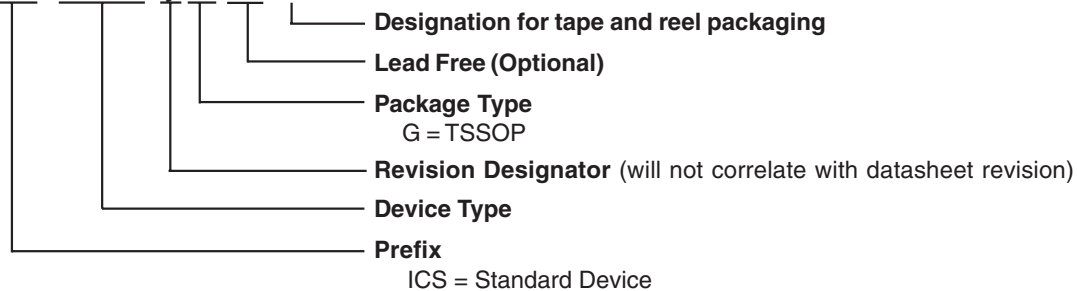 Designation for tape and reel packaging
Lead Free (Optional)
Package Type
G = TSSOP
Revision Designator (will not correlate with datasheet revision)
Device Type
Prefix
ICS = Standard Device